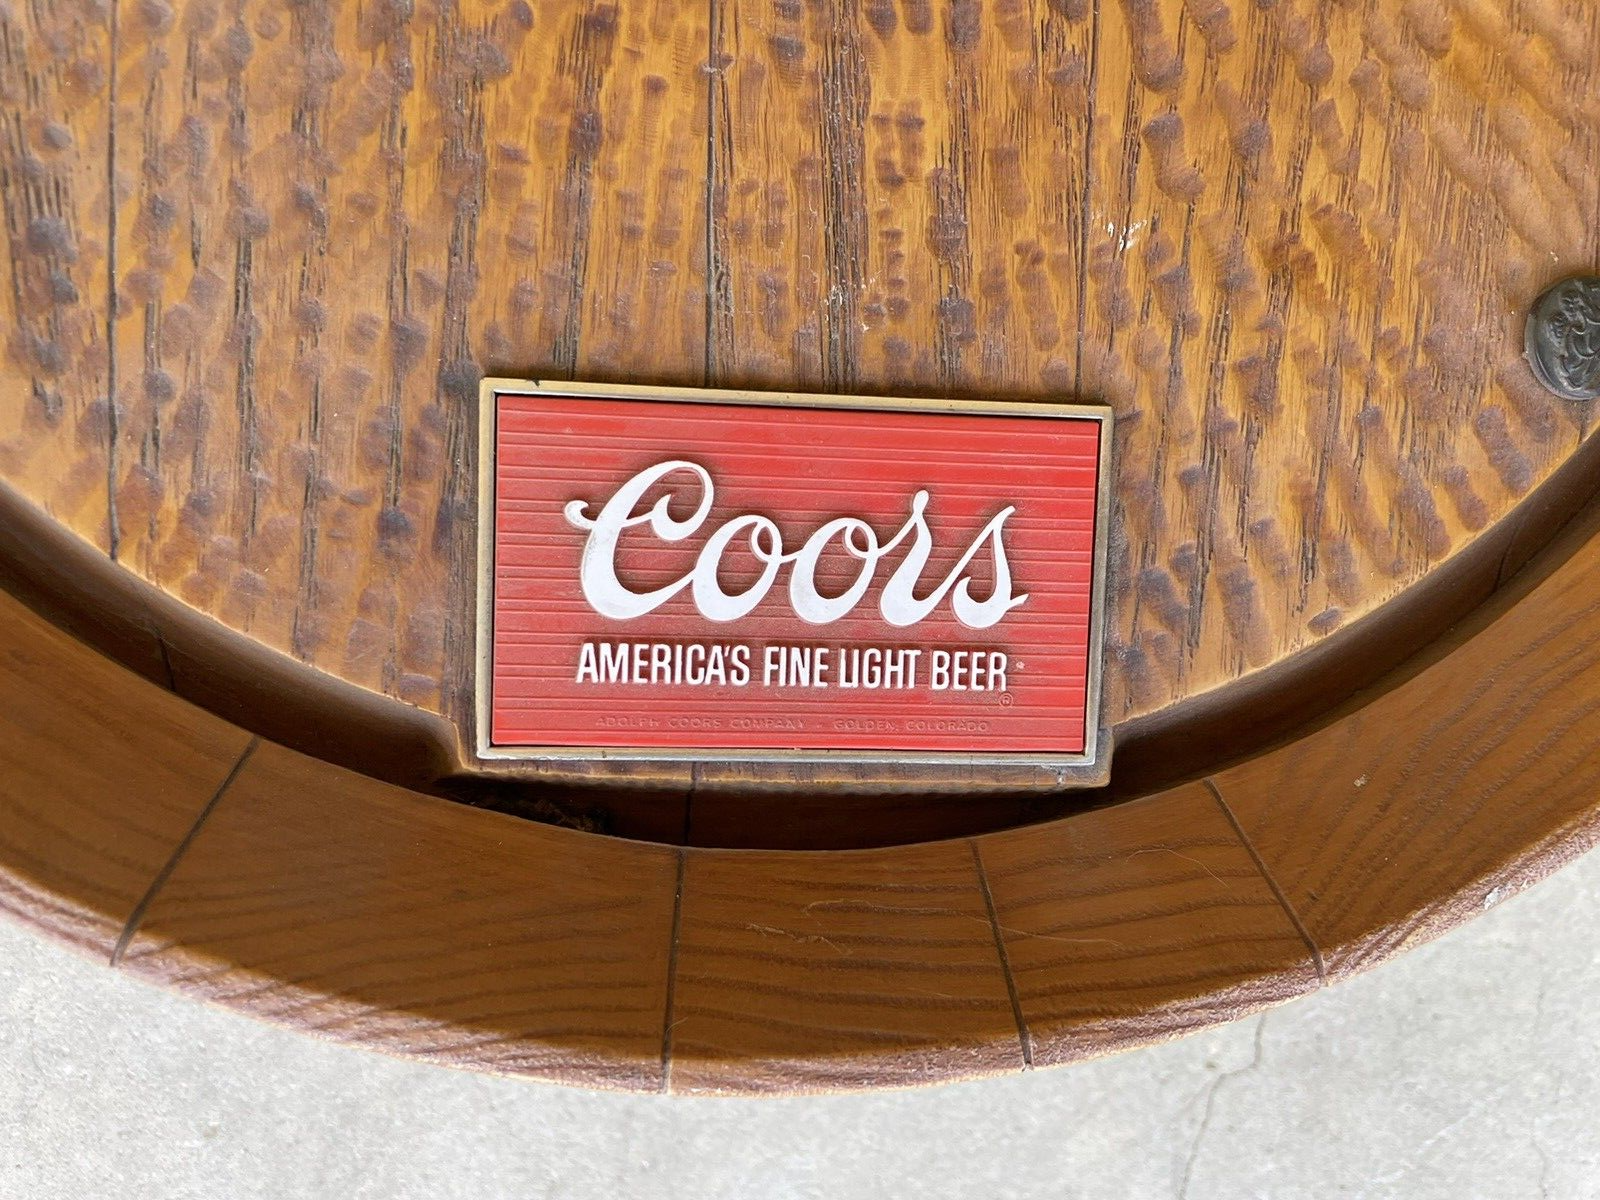 Coors
AMERICA'S FINE LIGHT BEER
®
ADOLPH COORS COMPANY - GOLDEN, COLORADO